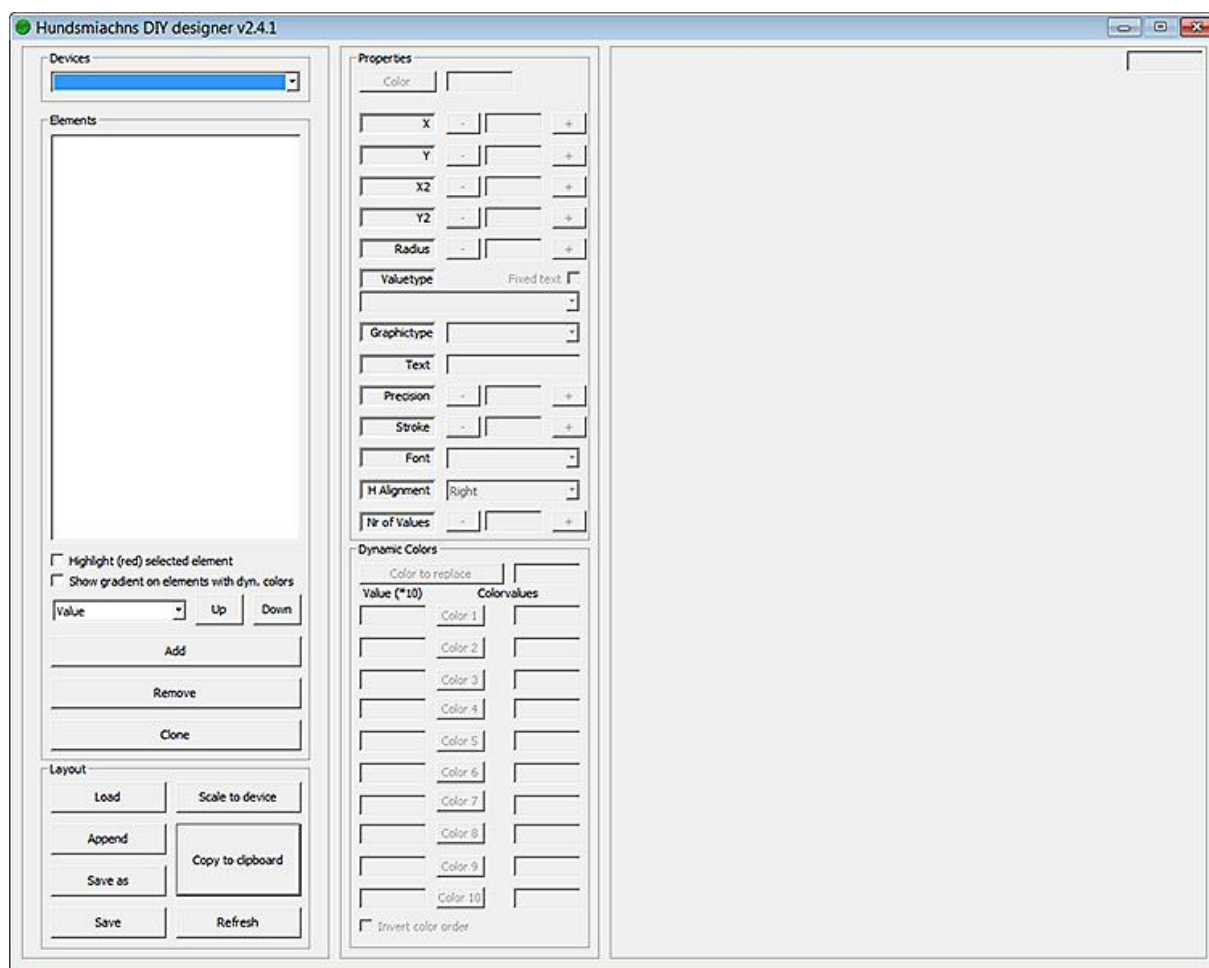 Hundsmiachns DIY designer v2.4.1
Devices
Elements
Highlight (red) selected element
Show gradient on elements with dyn. colors
Value Up Down
Add
Remove
Clone
Layout
Load Scale to device
Append
Copy to clipboard
Save as
Save Refresh
Properties
Color
X - +
Y - +
X2 - +
Y2 - +
Radius - +
Valuetype Fixed text
Graphictype
Text
Precision - +
Stroke - +
Font
H Alignment Right
Nr of Values - +
Dynamic Colors
Color to replace
Value (*10) Colorvalues
Color 1
Color 2
Color 3
Color 4
Color 5
Color 6
Color 7
Color 8
Color 9
Color 10
Invert color order